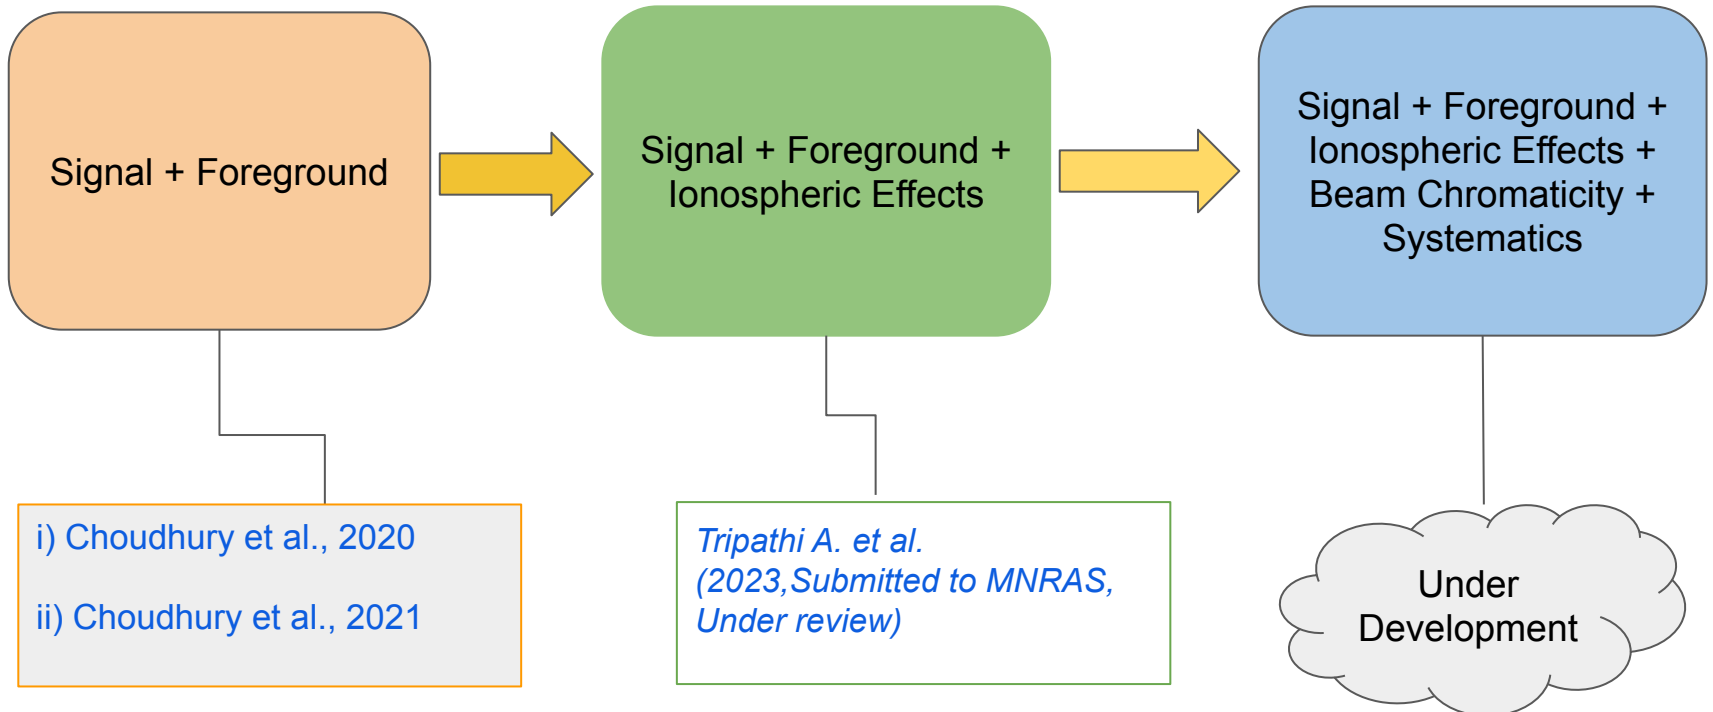 Signal + Foreground
Signal + Foreground +
Ionospheric Effects
Signal + Foreground +
Ionospheric Effects +
Beam Chromaticity +
Systematics
i) Choudhury et al., 2020
ii) Choudhury et al., 2021
Tripathi A. et al.
(2023,Submitted to MNRAS,
Under review)
Under
Development